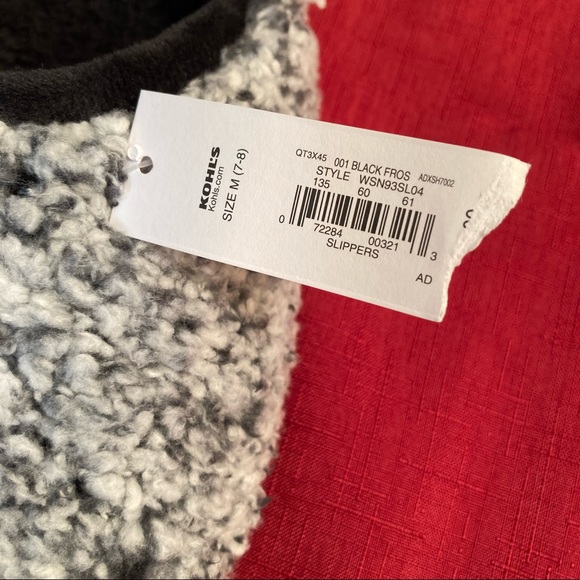 KOHL'S
Kohls.com
SIZE M (7-8)
QT3X45 001 BLACK FROS ADXSH7002
STYLE WSN93SL04
135 60 61
0 72284 00321 3
SLIPPERS
AD